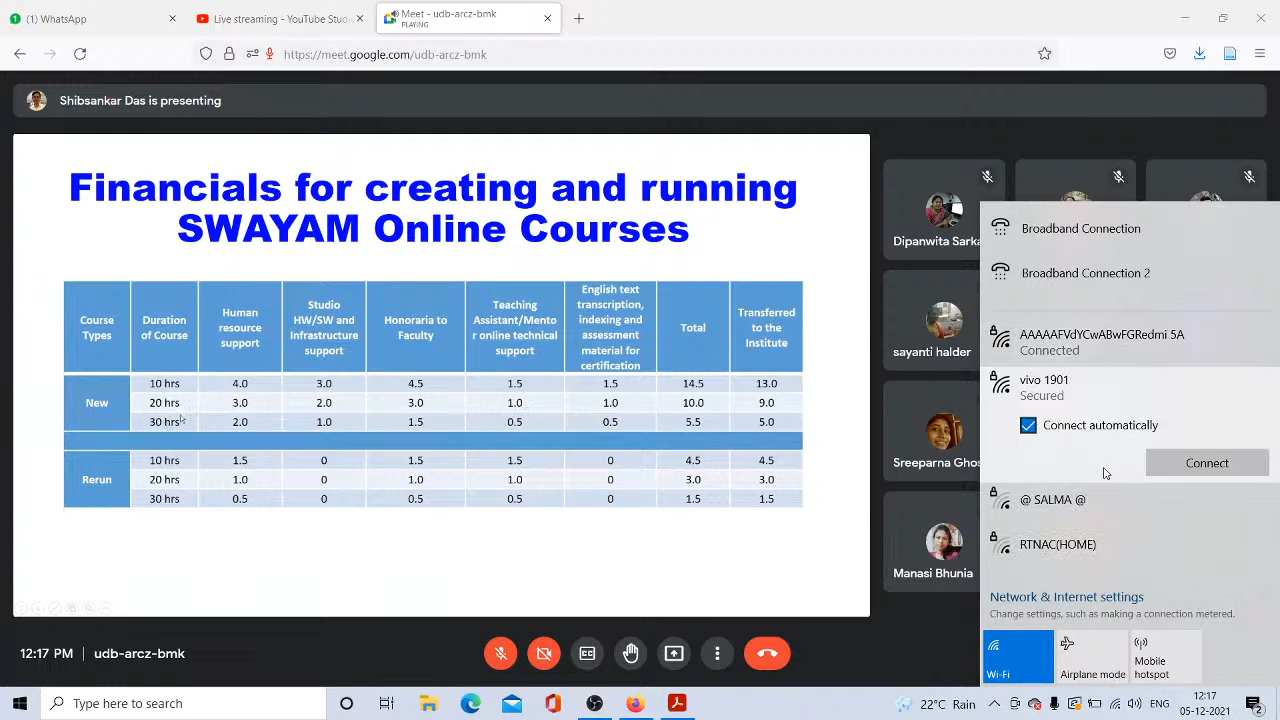 (1) WhatsApp
Live streaming - YouTube Studio
Meet - udb-arcz-bmk
PLAYING
https://meet.google.com/udb-arcz-bmk
Shibsankar Das is presenting
Financials for creating and running
SWAYAM Online Courses
Course Types | Duration of Course | Human resource support | Studio HW/SW and Infrastructure support | Honoraria to Faculty | Teaching Assistant/Mento r online technical support | English text transcription, indexing and assessment material for certification | Total | Transferred to the Institute
New
10 hrs 4.0 3.0 4.5 1.5 1.5 14.5 13.0
20 hrs 3.0 2.0 3.0 1.0 1.0 10.0 9.0
30 hrs 2.0 1.0 1.5 0.5 0.5 5.5 5.0
Rerun
10 hrs 1.5 0 1.5 1.5 0 4.5 4.5
20 hrs 1.0 0 1.0 1.0 0 3.0 3.0
30 hrs 0.5 0 0.5 0.5 0 1.5 1.5
Dipanwita Sarka
sayanti halder
Sreeparna Ghos
Manasi Bhunia
Broadband Connection
Broadband Connection 2
AAAAAFVdYCwABwFGRedmi 5A
Connected
vivo 1901
Secured
Connect automatically
Connect
@ SALMA @
RTNAC(HOME)
Network & Internet settings
Change settings, such as making a connection metered.
Wi-Fi
Airplane mode
Mobile
hotspot
12:17 PM | udb-arcz-bmk
Type here to search
22°C Rain
ENG
12:17
05-12-2021
2